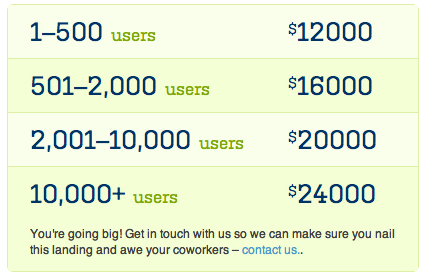 1–500 users $12000
501–2,000 users $16000
2,001–10,000 users $20000
10,000+ users $24000
You're going big! Get in touch with us so we can make sure you nail
this landing and awe your coworkers – contact us..